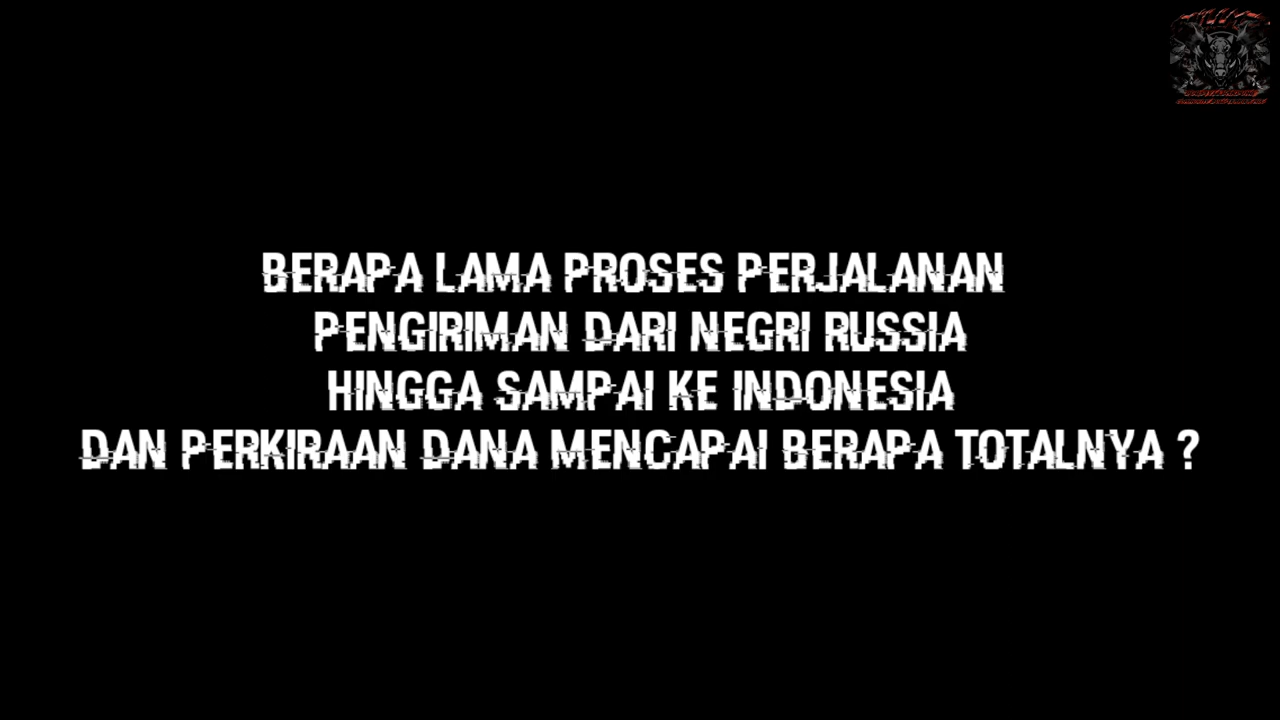 BERAPA LAMA PROSES PERJALANAN
PENGIRIMAN DARI NEGRI RUSSIA
HINGGA SAMPAI KE INDONESIA
DAN PERKIRAAN DANA MENCAPAI BERAPA TOTALNYA ?